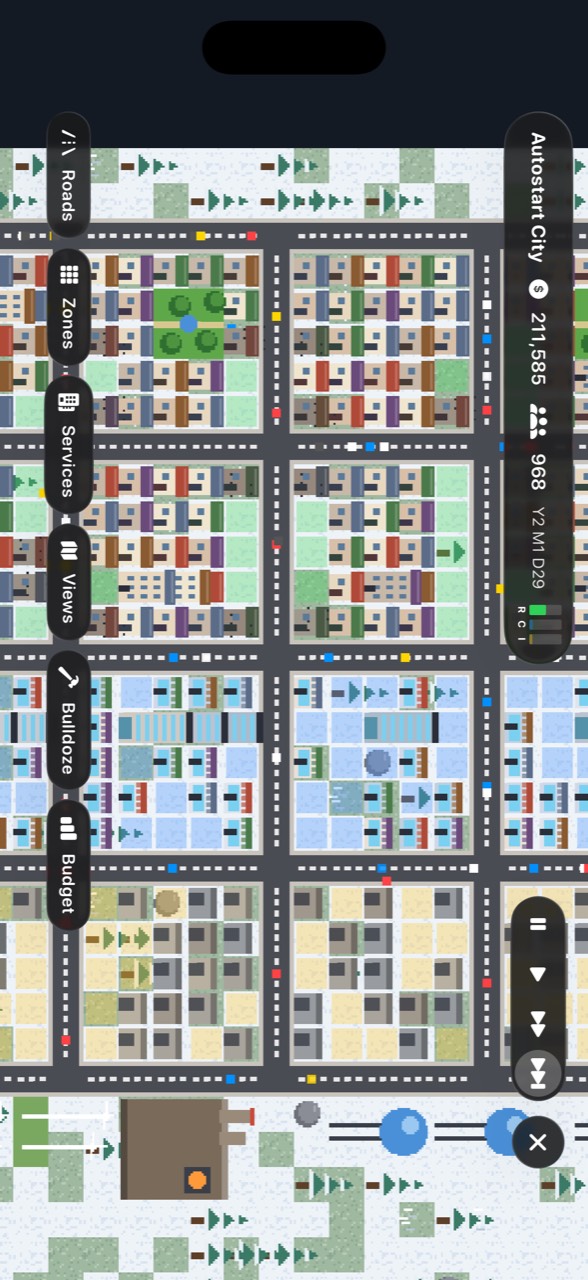 Autostart City $ 211,585 968 Y2 M1 D29
R
C
I
Roads
Zones
Services
Views
Bulldoze
Budget